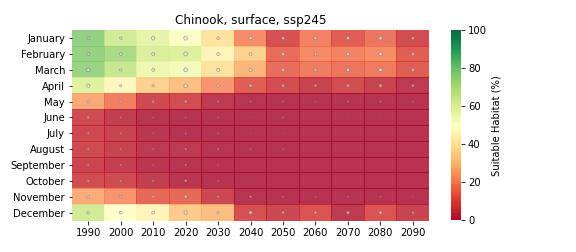 Chinook, surface, ssp245
January
February
March
April
May
June
July
August
September
October
November
December
1990 2000 2010 2020 2030 2040 2050 2060 2070 2080 2090
100
80
60
40
20
0
Suitable Habitat (%)